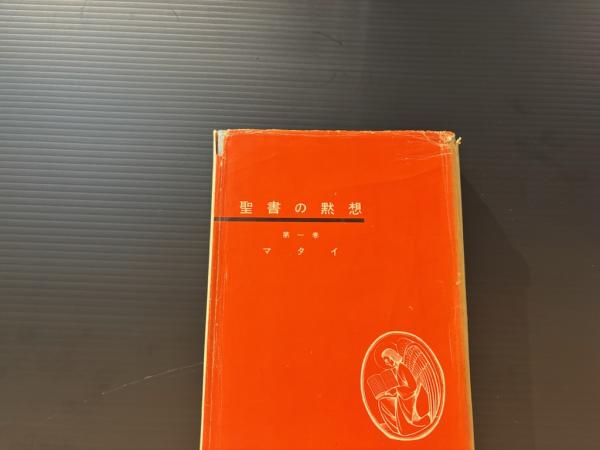 聖書の黙想
第一巻
マタイ